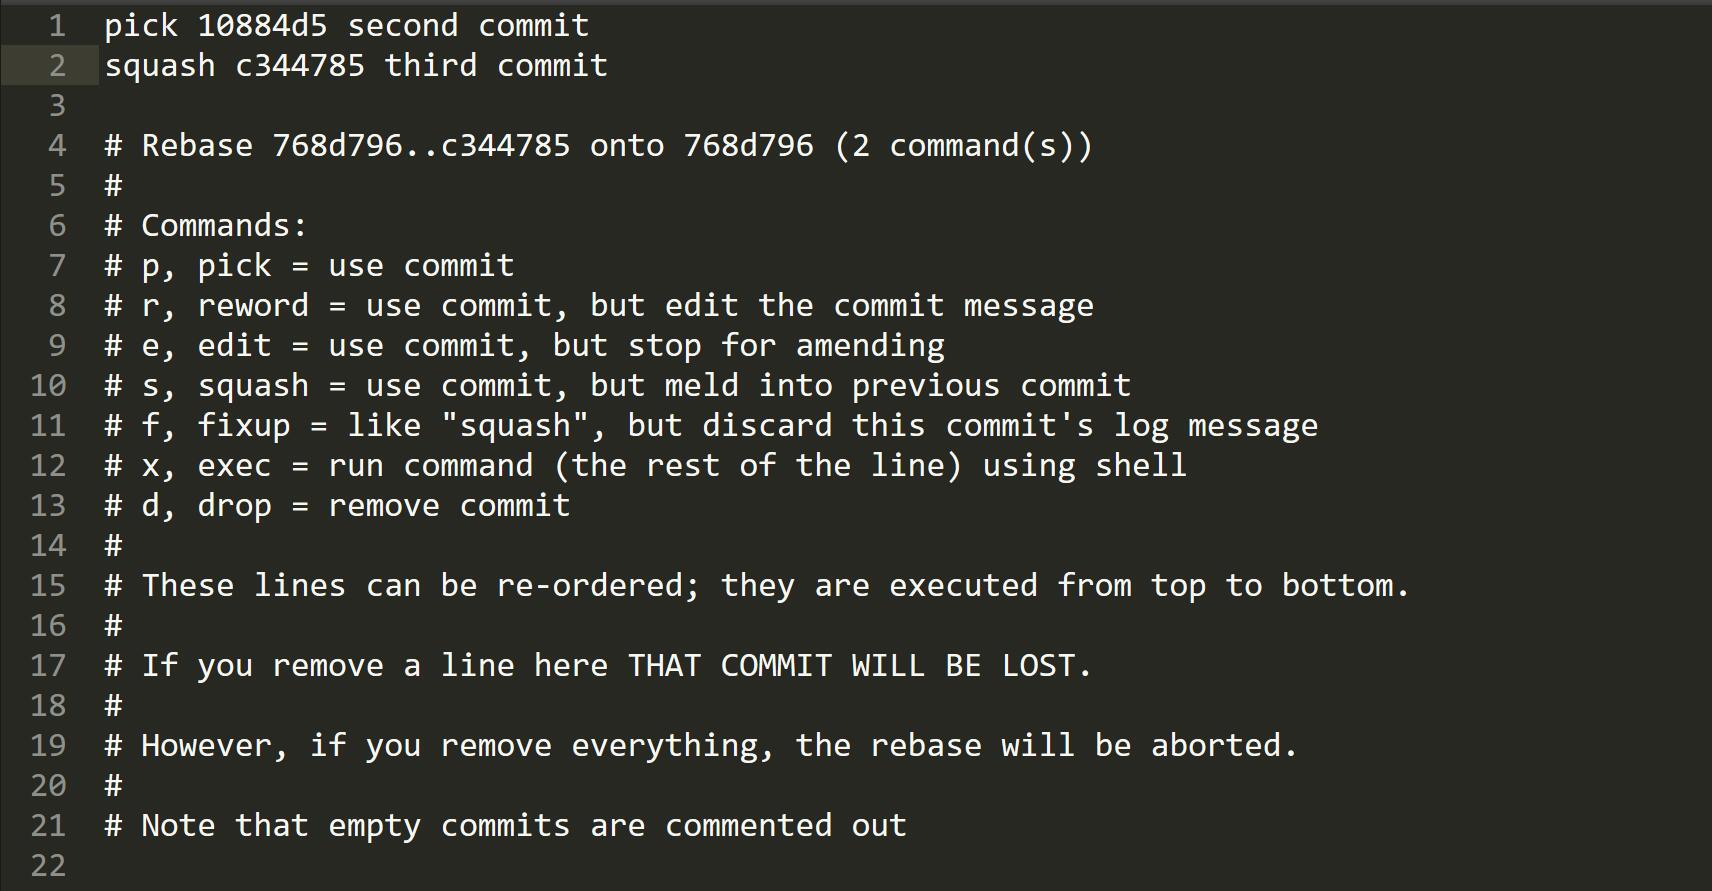 1 pick 10884d5 second commit
2 squash c344785 third commit
3
4 # Rebase 768d796..c344785 onto 768d796 (2 command(s))
5 #
6 # Commands:
7 # p, pick = use commit
8 # r, reword = use commit, but edit the commit message
9 # e, edit = use commit, but stop for amending
10 # s, squash = use commit, but meld into previous commit
11 # f, fixup = like "squash", but discard this commit's log message
12 # x, exec = run command (the rest of the line) using shell
13 # d, drop = remove commit
14 #
15 # These lines can be re-ordered; they are executed from top to bottom.
16 #
17 # If you remove a line here THAT COMMIT WILL BE LOST.
18 #
19 # However, if you remove everything, the rebase will be aborted.
20 #
21 # Note that empty commits are commented out
22